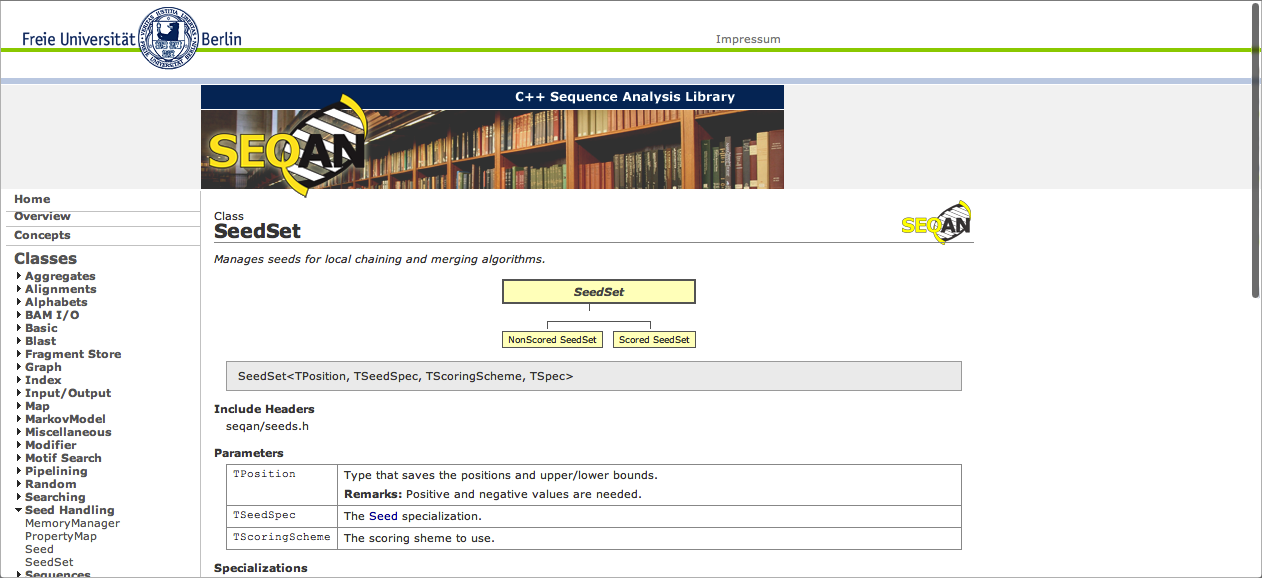 Freie Universität Berlin
Impressum
C++ Sequence Analysis Library
SEQAN
Home
Overview
Concepts
Classes
Aggregates
Alignments
Alphabets
BAM I/O
Basic
Blast
Fragment Store
Graph
Index
Input/Output
Map
MarkovModel
Miscellaneous
Modifier
Motif Search
Pipelining
Random
Searching
Seed Handling
MemoryManager
PropertyMap
Seed
SeedSet
Sequences
Class
SeedSet
SEQAN
Manages seeds for local chaining and merging algorithms.
SeedSet
NonScored SeedSet
Scored SeedSet
SeedSet<TPosition, TSeedSpec, TScoringScheme, TSpec>
Include Headers
seqan/seeds.h
Parameters
TPosition
Type that saves the positions and upper/lower bounds.
Remarks: Positive and negative values are needed.
TSeedSpec
The Seed specialization.
TScoringScheme
The scoring sheme to use.
Specializations